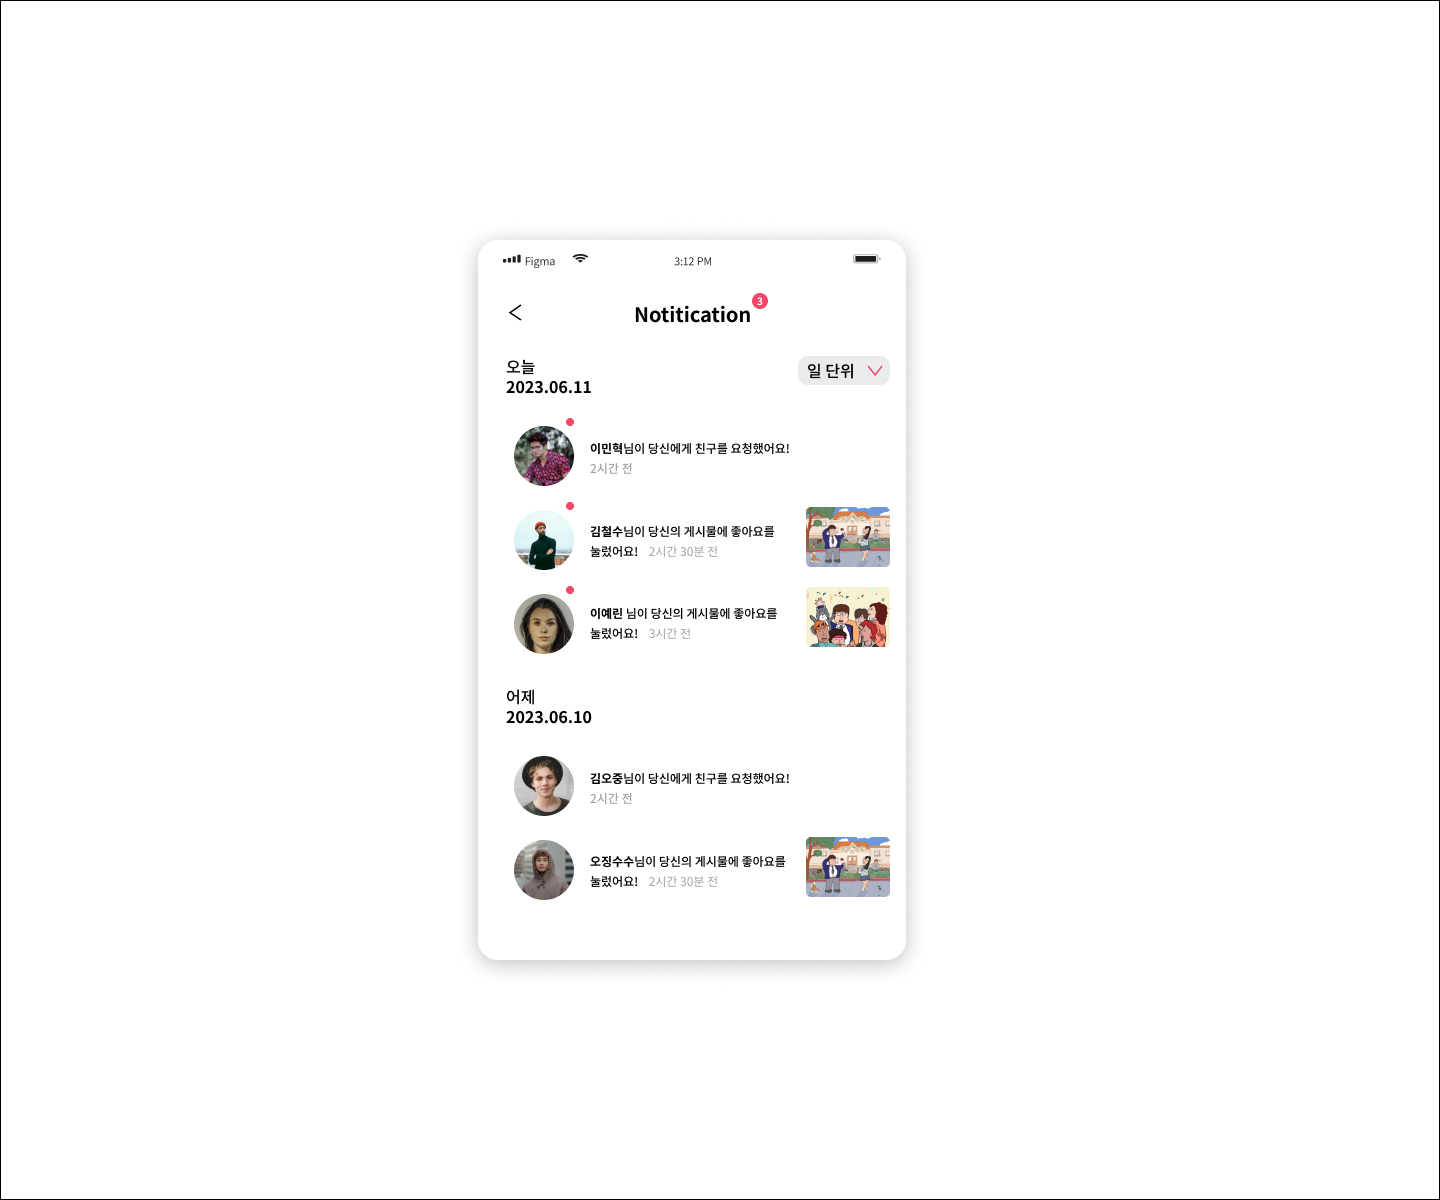 Figma 3:12 PM
Notitication 3
오늘
2023.06.11
일 단위
이민혁님이 당신에게 친구를 요청했어요!
2시간 전
김철수님이 당신의 게시물에 좋아요를
눌렀어요! 2시간 30분 전
이예린 님이 당신의 게시물에 좋아요를
눌렀어요! 3시간 전
어제
2023.06.10
김오중님이 당신에게 친구를 요청했어요!
2시간 전
오징수수님이 당신의 게시물에 좋아요를
눌렀어요! 2시간 30분 전